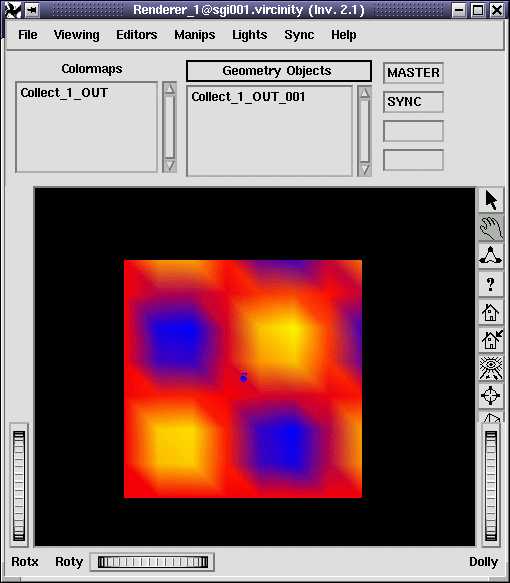 Renderer_1@sgi001.vircinity (Inv. 2.1)
File Viewing Editors Manips Lights Sync Help
Colormaps
Geometry Objects
MASTER
Collect_1_OUT
Collect_1_OUT_001
SYNC
?
Rotx Roty Dolly